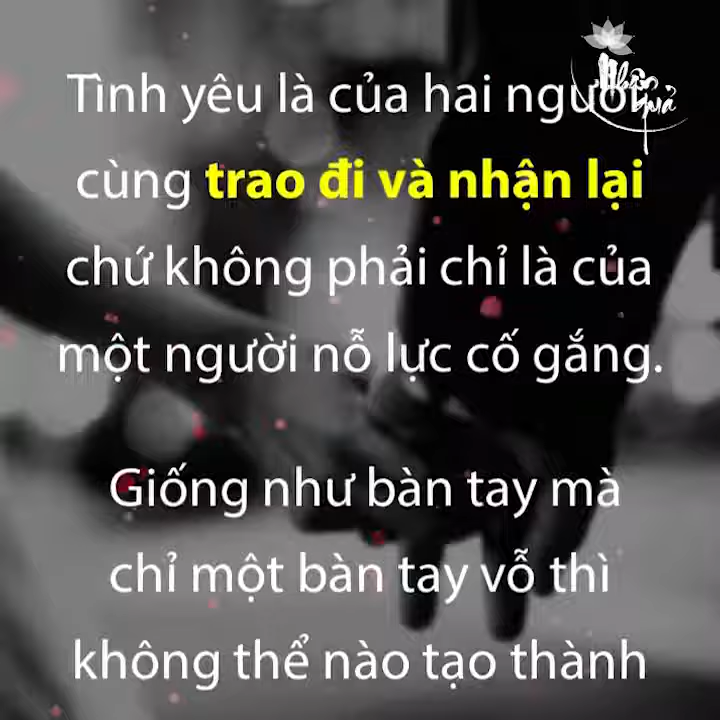 Nhân
quả
Tình yêu là của hai người
cùng trao đi và nhận lại
chứ không phải chỉ là của
một người nỗ lực cố gắng.
Giống như bàn tay mà
chỉ một bàn tay vỗ thì
không thể nào tạo thành